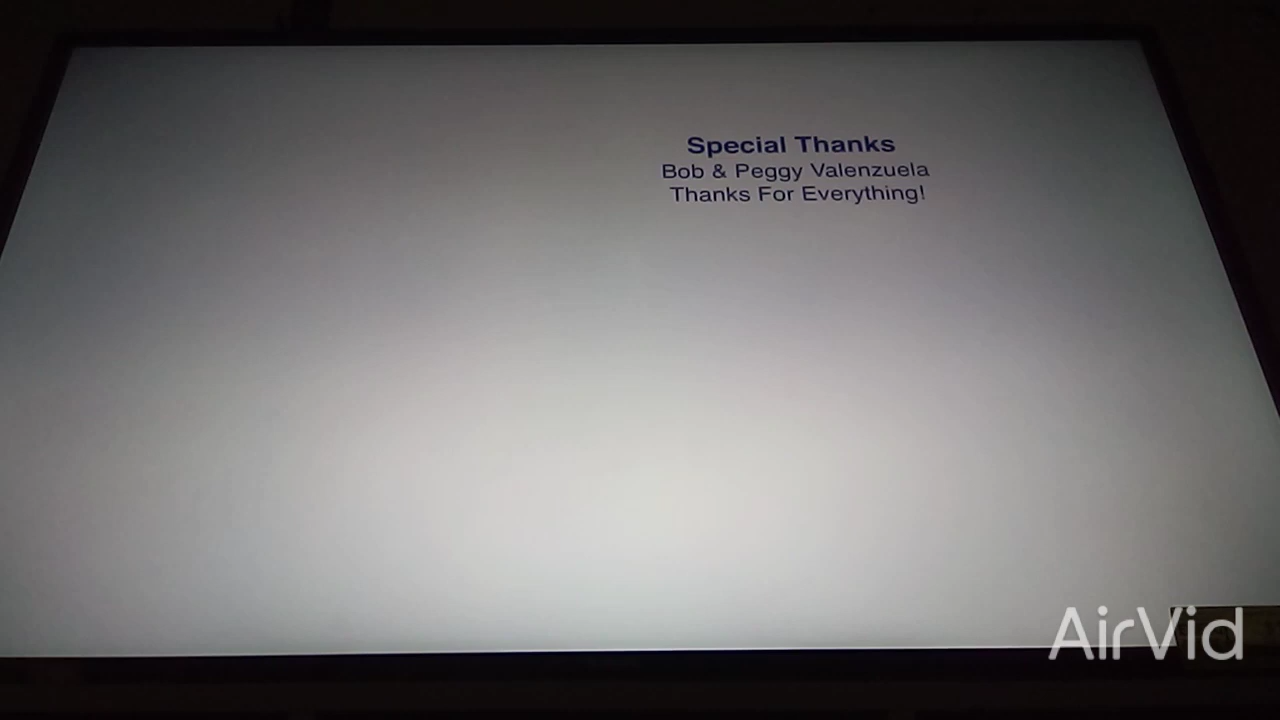 Special Thanks
Bob & Peggy Valenzuela
Thanks For Everything!
AirVid